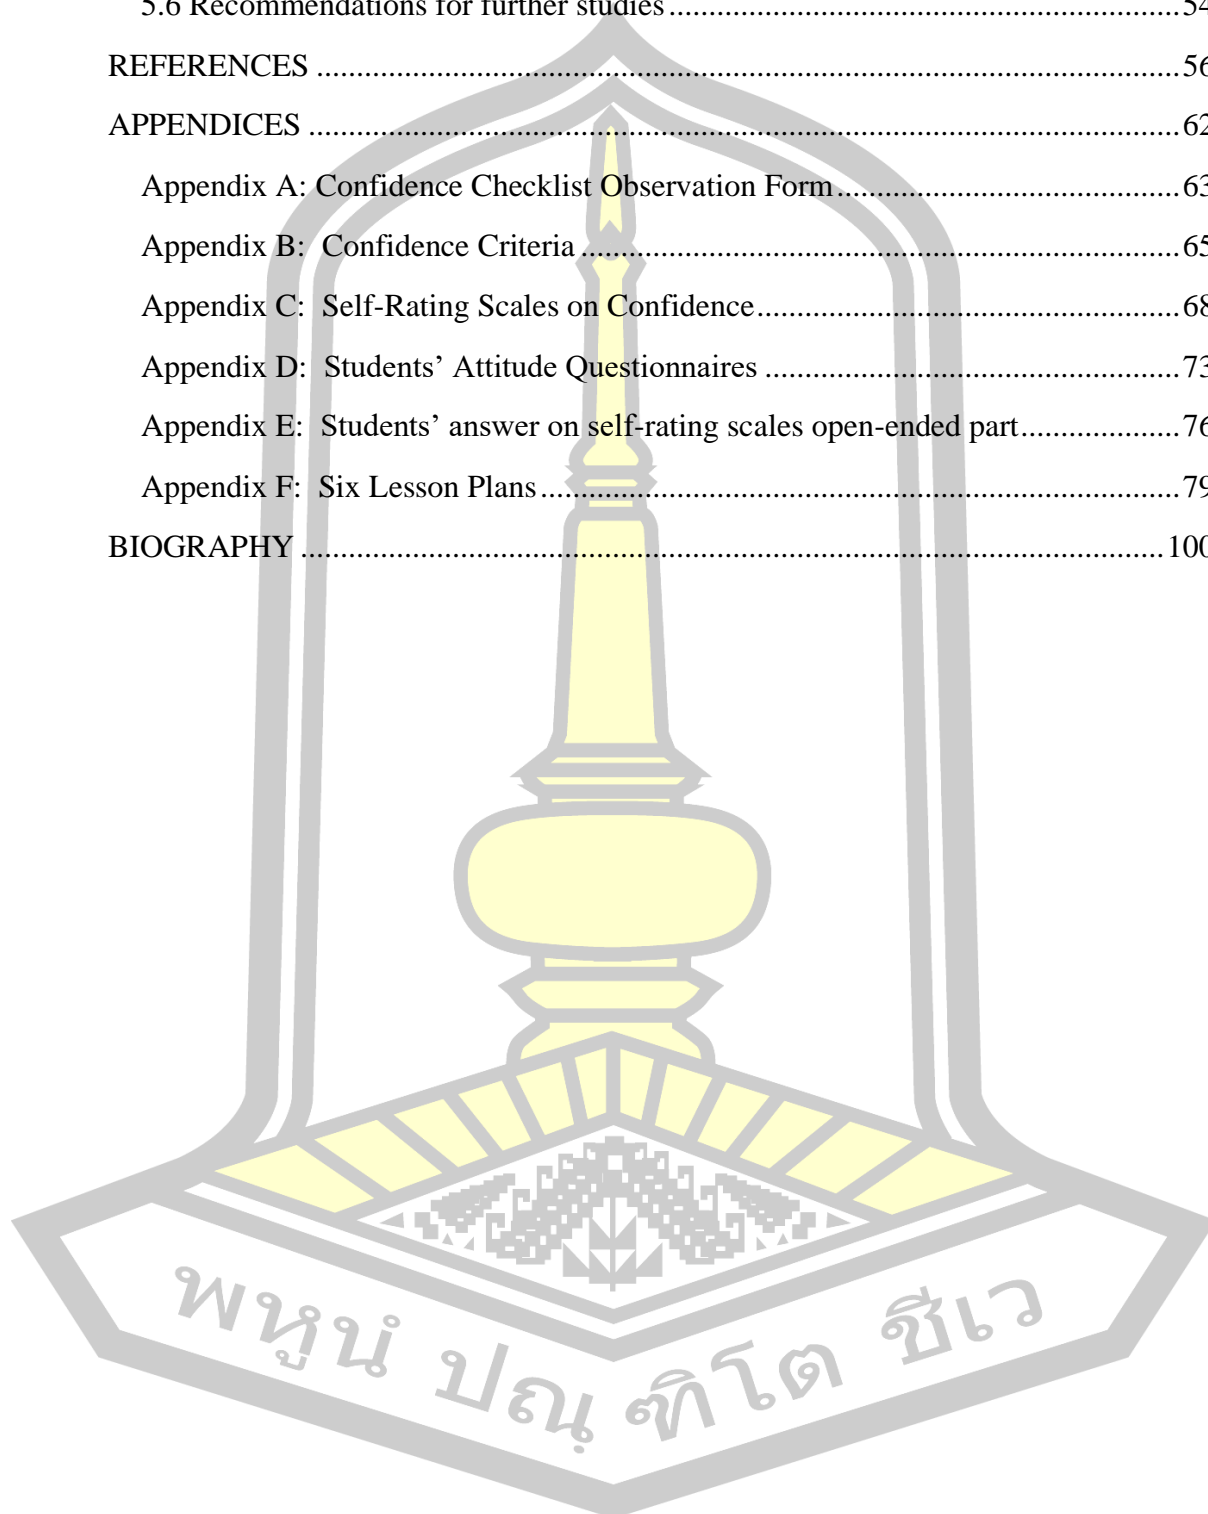 5.6 Recommendations for further studies ........ 54
REFERENCES ........ 56
APPENDICES ........ 62
Appendix A: Confidence Checklist Observation Form ........ 63
Appendix B:  Confidence Criteria ........ 65
Appendix C:  Self-Rating Scales on Confidence ........ 68
Appendix D:  Students’ Attitude Questionnaires ........ 73
Appendix E:  Students’ answer on self-rating scales open-ended part ........ 76
Appendix F:  Six Lesson Plans ........ 79
BIOGRAPHY ........ 100
พหูนํ ปณฺฑิโต ชีเว